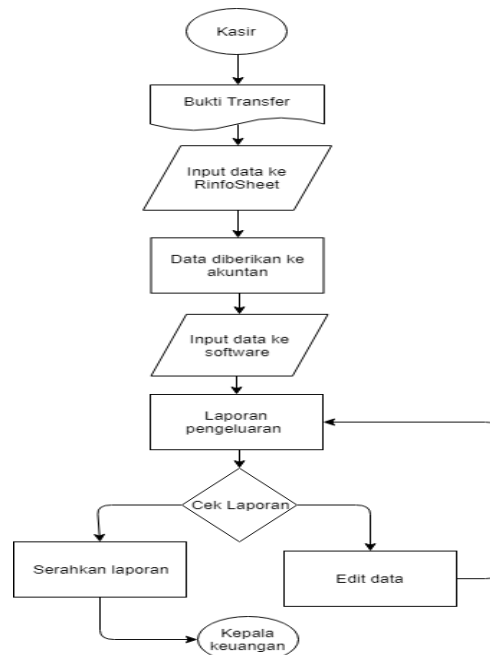 Kasir
Bukti Transfer
Input data ke
RinfoSheet
Data diberikan ke
akuntan
Input data ke
software
Laporan
pengeluaran
Cek Laporan
Serahkan laporan
Edit data
Kepala
keuangan